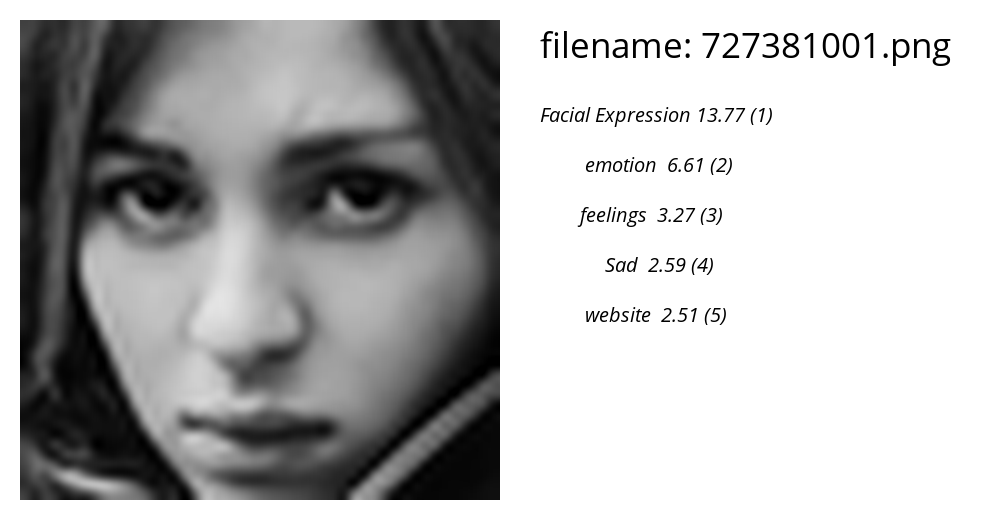 filename: 727381001.png
Facial Expression 13.77 (1)
emotion 6.61 (2)
feelings 3.27 (3)
Sad 2.59 (4)
website 2.51 (5)